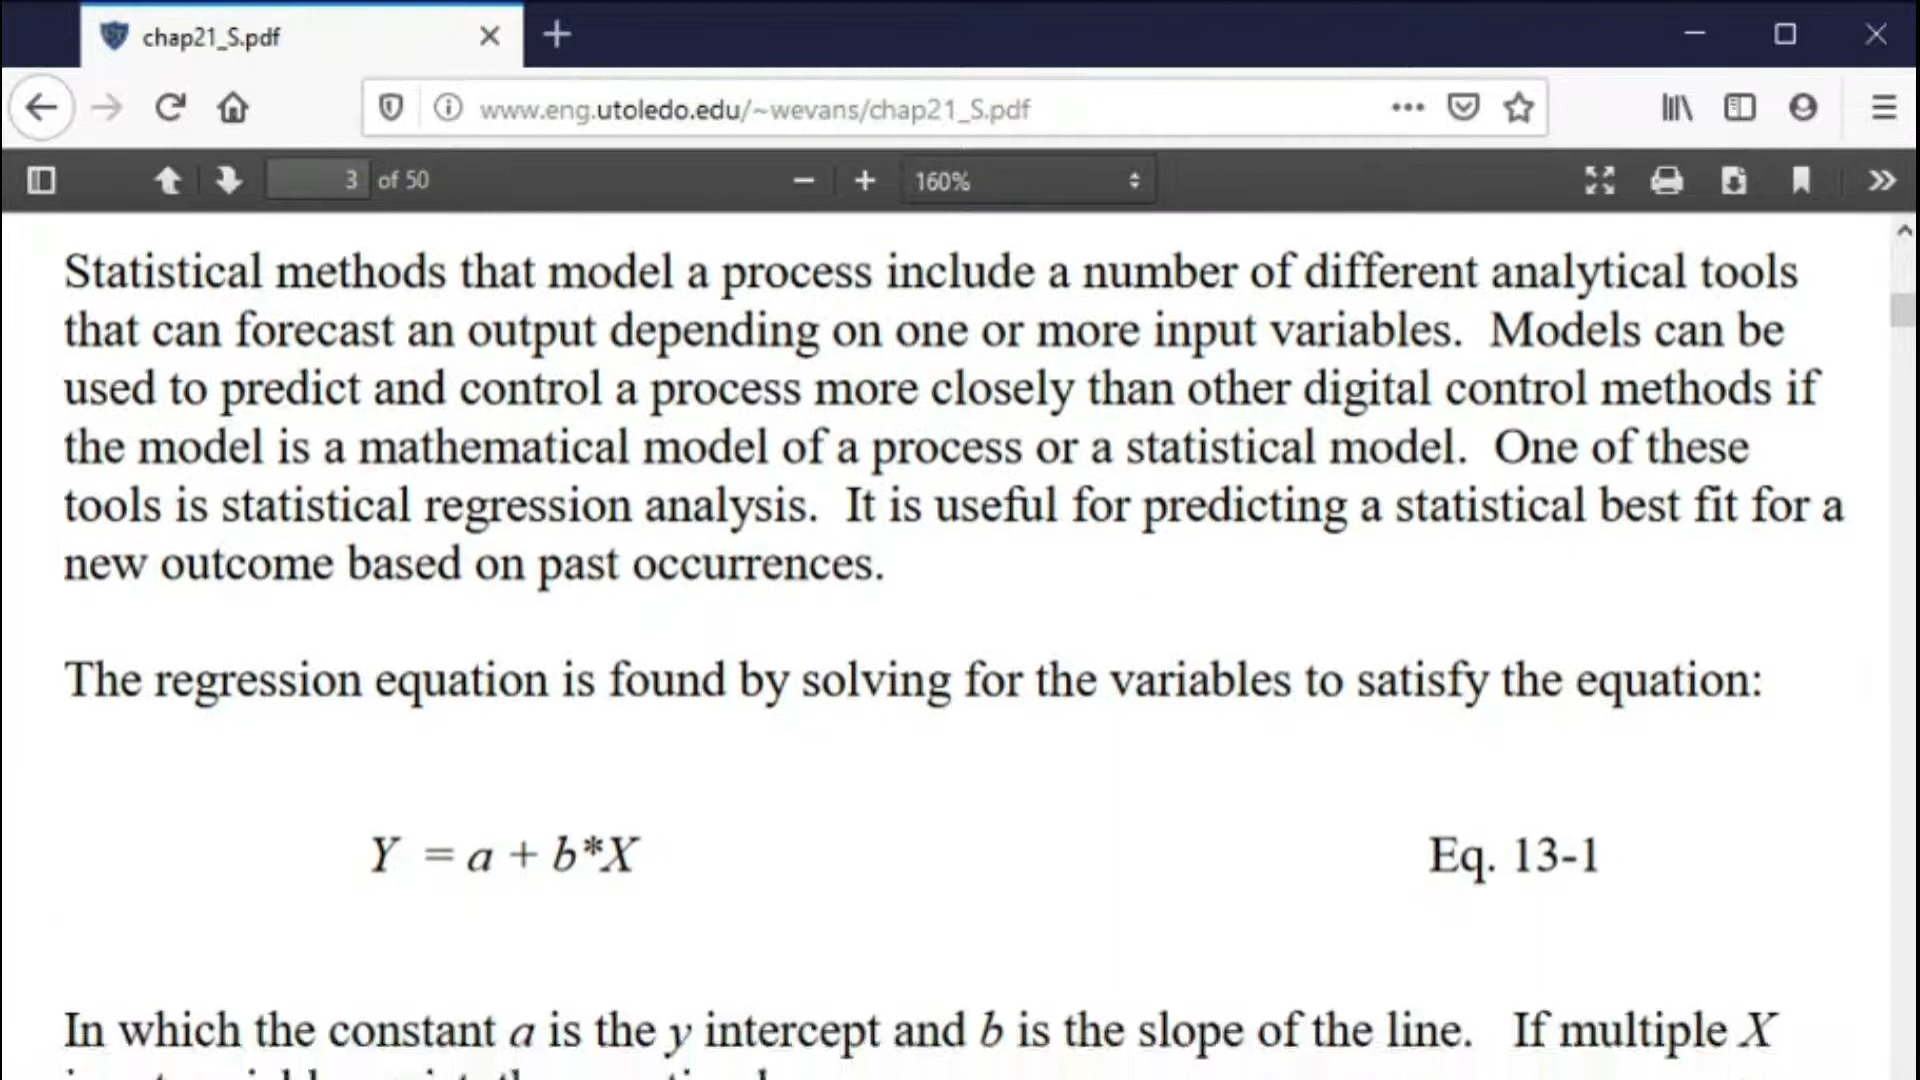 chap21_S.pdf
www.eng.utoledo.edu/~wevans/chap21_S.pdf
3 of 50
160%
Statistical methods that model a process include a number of different analytical tools
that can forecast an output depending on one or more input variables. Models can be
used to predict and control a process more closely than other digital control methods if
the model is a mathematical model of a process or a statistical model. One of these
tools is statistical regression analysis. It is useful for predicting a statistical best fit for a
new outcome based on past occurrences.
The regression equation is found by solving for the variables to satisfy the equation:
Y = a + b*X Eq. 13-1
In which the constant a is the y intercept and b is the slope of the line. If multiple X